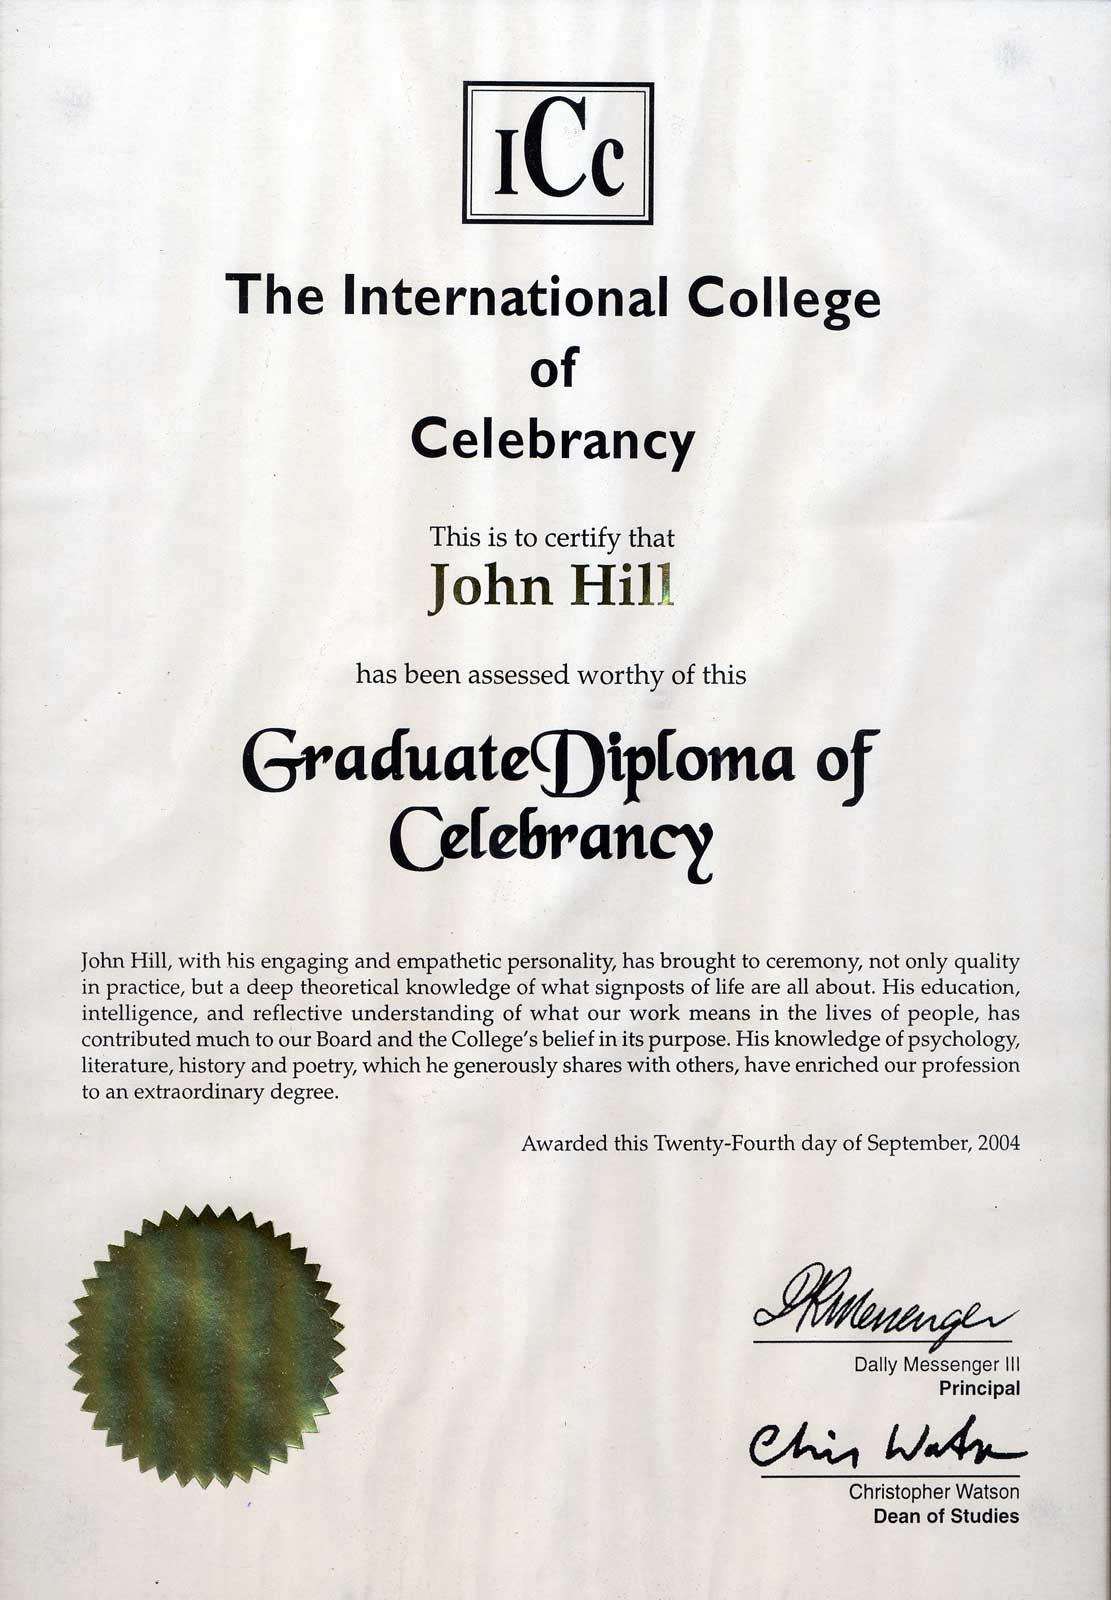 ICC
The International College
of
Celebrancy
This is to certify that
John Hill
has been assessed worthy of this
Graduate Diploma of
Celebrancy
John Hill, with his engaging and empathetic personality, has brought to ceremony, not only quality
in practice, but a deep theoretical knowledge of what signposts of life are all about. His education,
intelligence, and reflective understanding of what our work means in the lives of people, has
contributed much to our Board and the College's belief in its purpose. His knowledge of psychology,
literature, history and poetry, which he generously shares with others, have enriched our profession
to an extraordinary degree.
Awarded this Twenty-Fourth day of September, 2004
DRMessenger
Dally Messenger III
Principal
Chris Watson
Christopher Watson
Dean of Studies